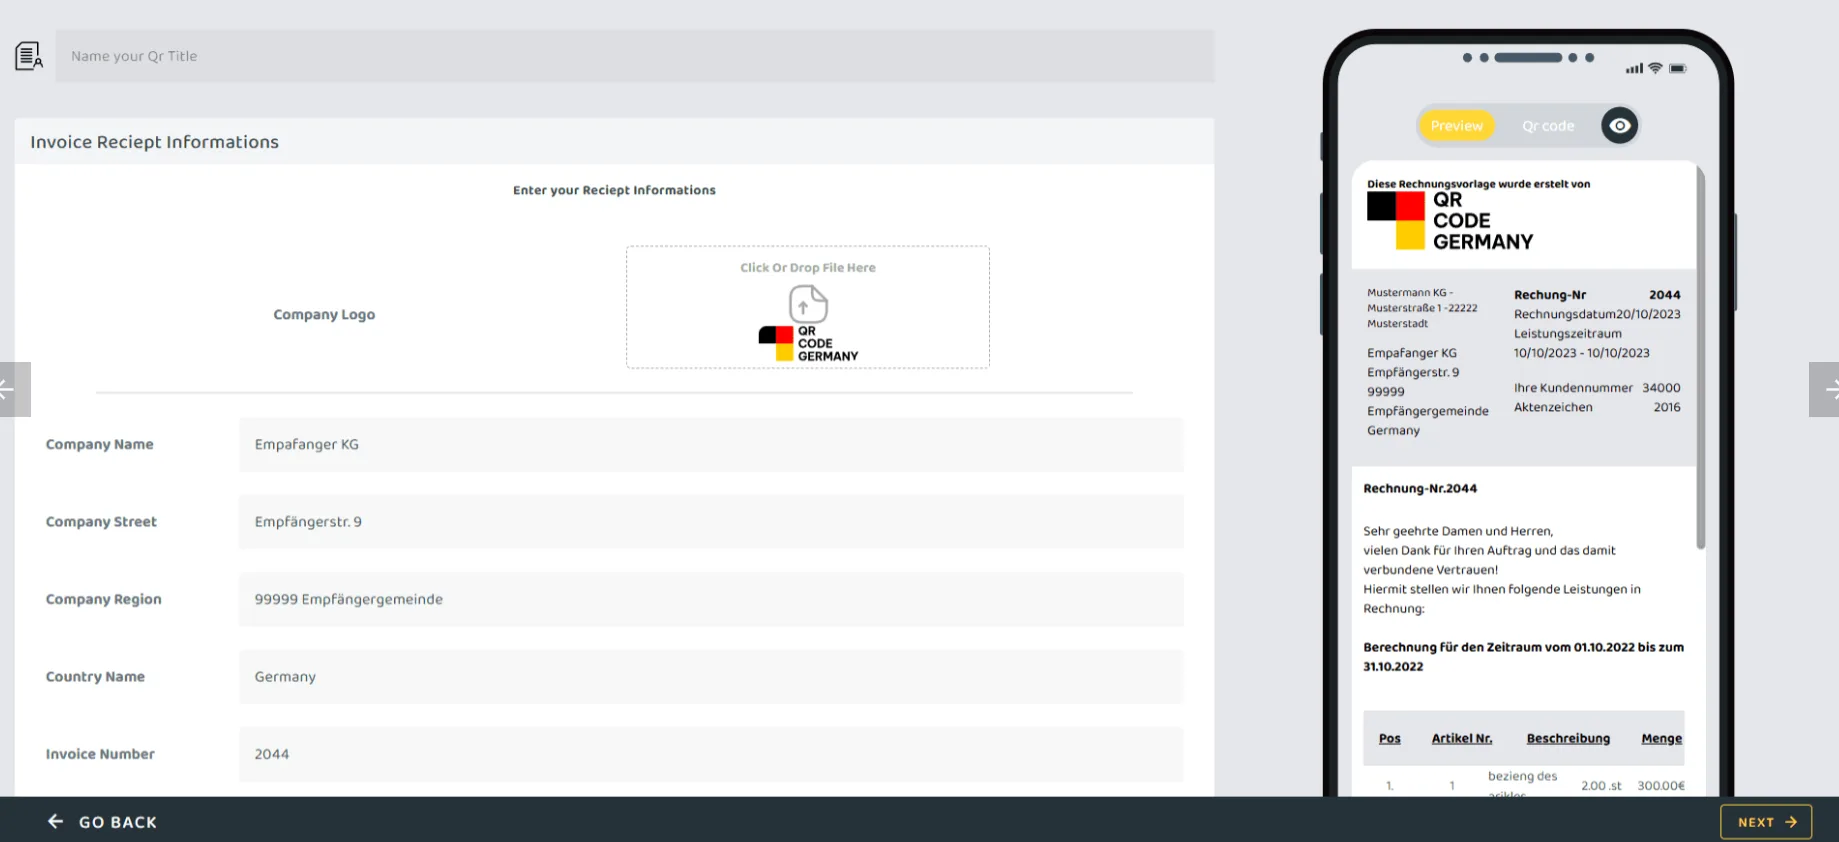 Name your Qr Title
Invoice Reciept Informations
Enter your Reciept Informations
Company Logo
Click Or Drop File Here
QR
CODE
GERMANY
Company Name
Empafanger KG
Company Street
Empfängerstr. 9
Company Region
99999 Empfängergemeinde
Country Name
Germany
Invoice Number
2044
GO BACK
NEXT
Preview
Qr code
Diese Rechnungsvorlage wurde erstelt von
QR
CODE
GERMANY
Mustermann KG -
Musterstraße 1 -22222
Musterstadt
Empafanger KG
Empfängerstr. 9
99999
Empfängergemeinde
Germany
Rechung-Nr 2044
Rechnungsdatum20/10/2023
Leistungszeitraum
10/10/2023 - 10/10/2023
Ihre Kundennummer 34000
Aktenzeichen 2016
Rechnung-Nr.2044
Sehr geehrte Damen und Herren,
vielen Dank für Ihren Auftrag und das damit
verbundene Vertrauen!
Hiermit stellen wir Ihnen folgende Leistungen in
Rechnung:
Berechnung für den Zeitraum vom 01.10.2022 bis zum
31.10.2022
Pos Artikel Nr. Beschreibung Menge
1. 1 bezieng des 2.00 .st 300.00€